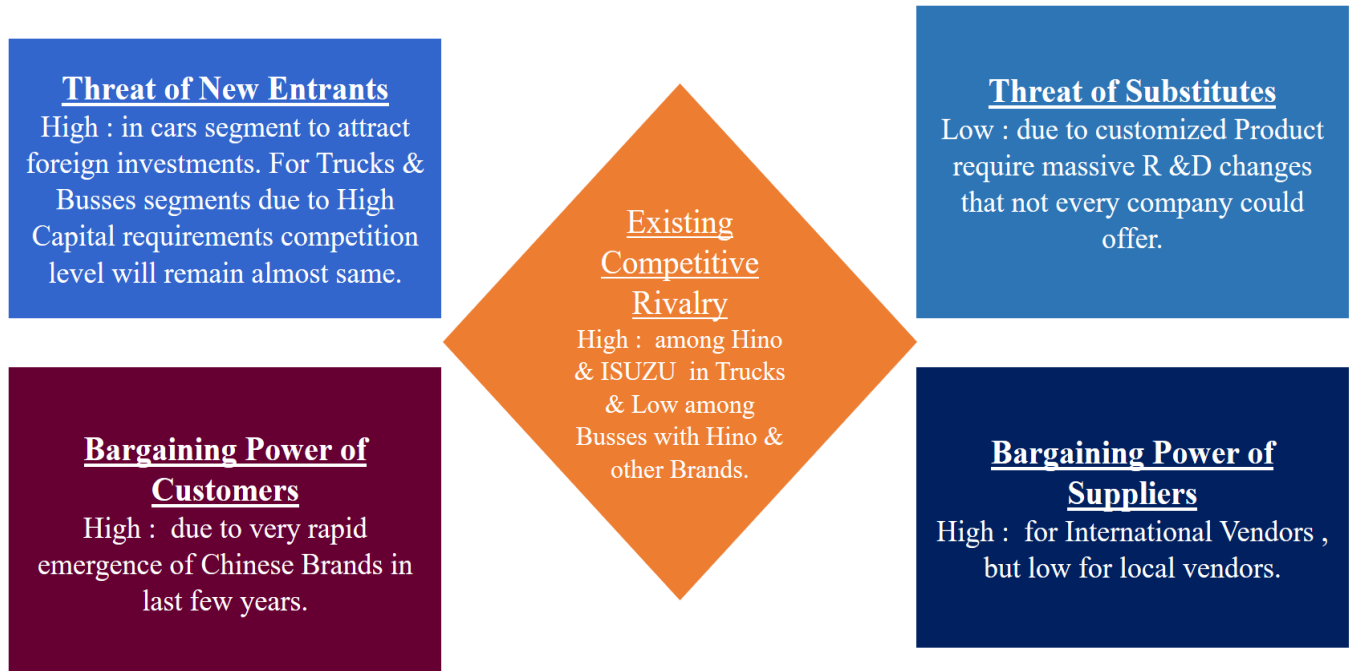 Threat of New Entrants
High : in cars segment to attract
foreign investments. For Trucks &
Busses segments due to High
Capital requirements competition
level will remain almost same.
Threat of Substitutes
Low : due to customized Product
require massive R &D changes
that not every company could
offer.
Existing
Competitive
Rivalry
High : among Hino
& ISUZU in Trucks
& Low among
Busses with Hino &
other Brands.
Bargaining Power of
Customers
High : due to very rapid
emergence of Chinese Brands in
last few years.
Bargaining Power of
Suppliers
High : for International Vendors ,
but low for local vendors.